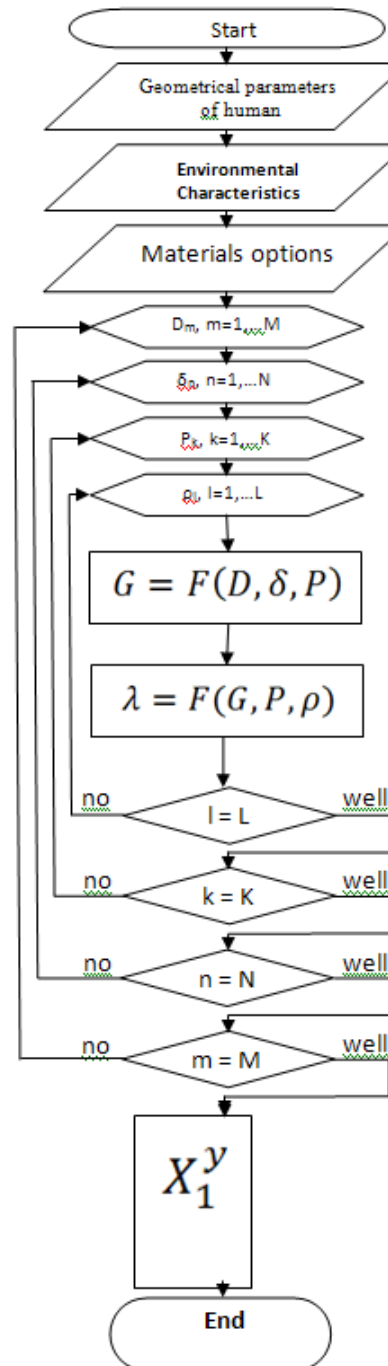 Start
Geometrical parameters
of human
Environmental
Characteristics
Materials options
Dₘ, m=1,...M
δₙ, n=1,...N
Pₖ, k=1,...K
ρₗ, l=1,...L
G = F(D, δ, P)
λ = F(G, P, ρ)
no l = L well
no k = K well
no n = N well
no m = M well
X₁ʸ
End